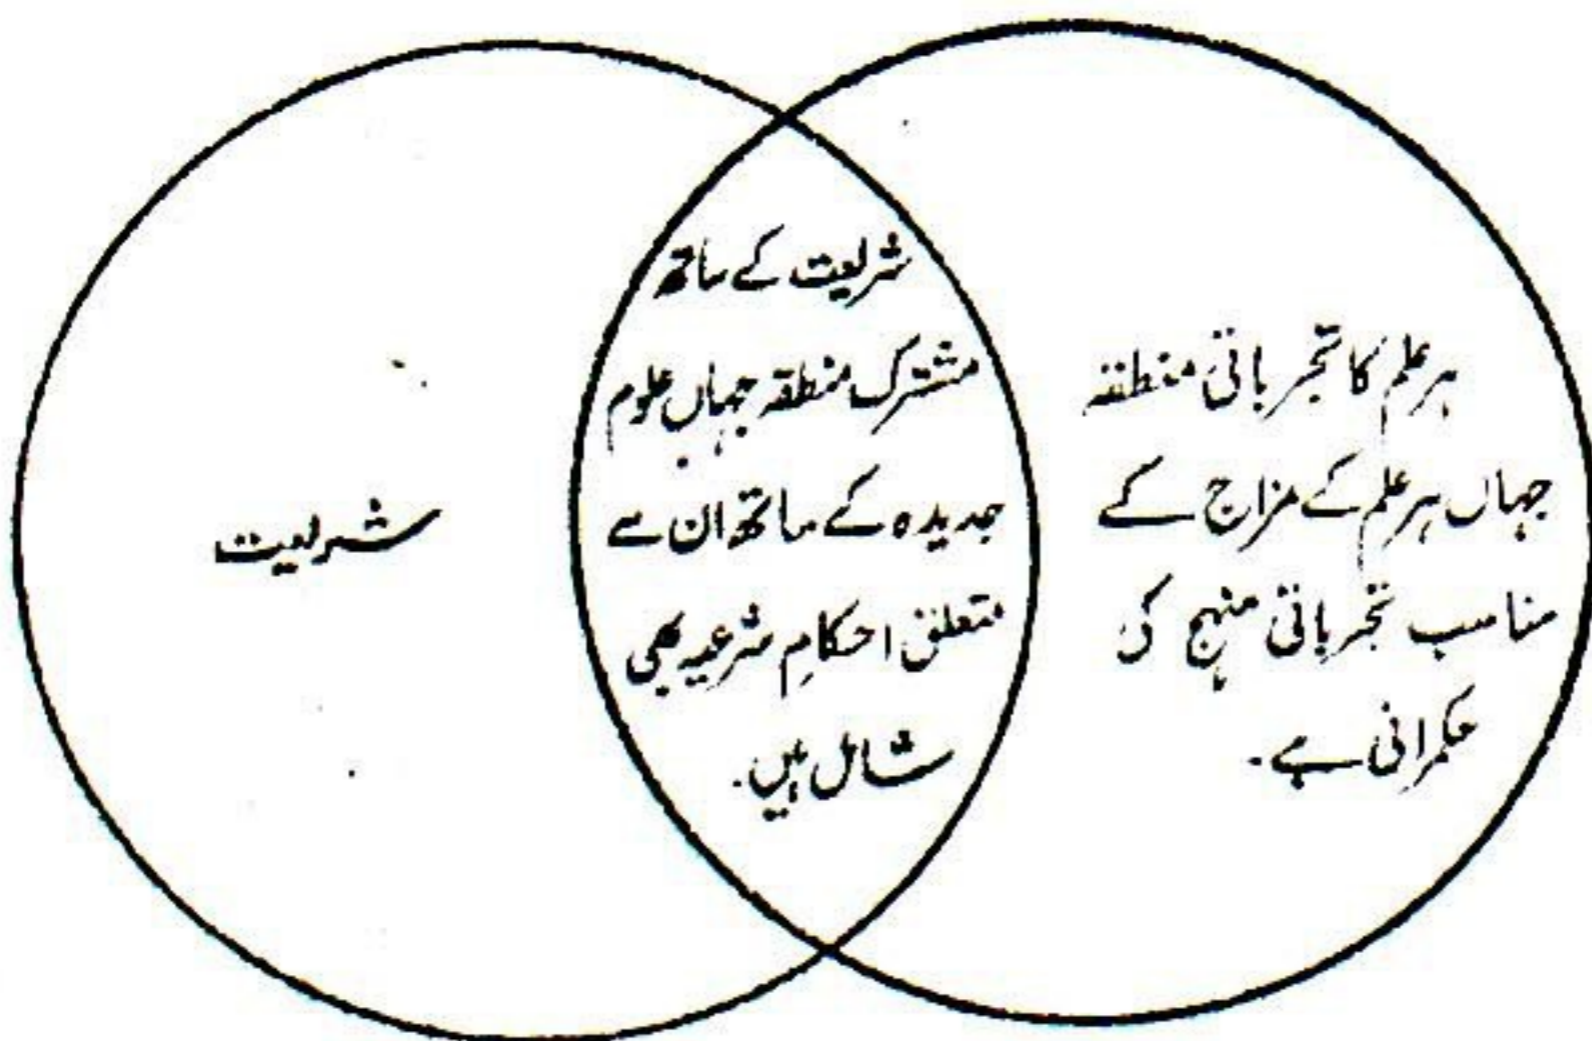 ہر علم کا تجرباتی منطقہ
جہاں ہر علم کے مزاج کے
مناسب تجرباتی منہج کی
حکمرانی ہے۔
شریعت کے ساتھ
مشترک منطقہ جہاں علوم
جدیدہ کے ساتھ ان سے
متعلق احکامِ شرعیہ بھی
شامل ہیں۔
شریعت